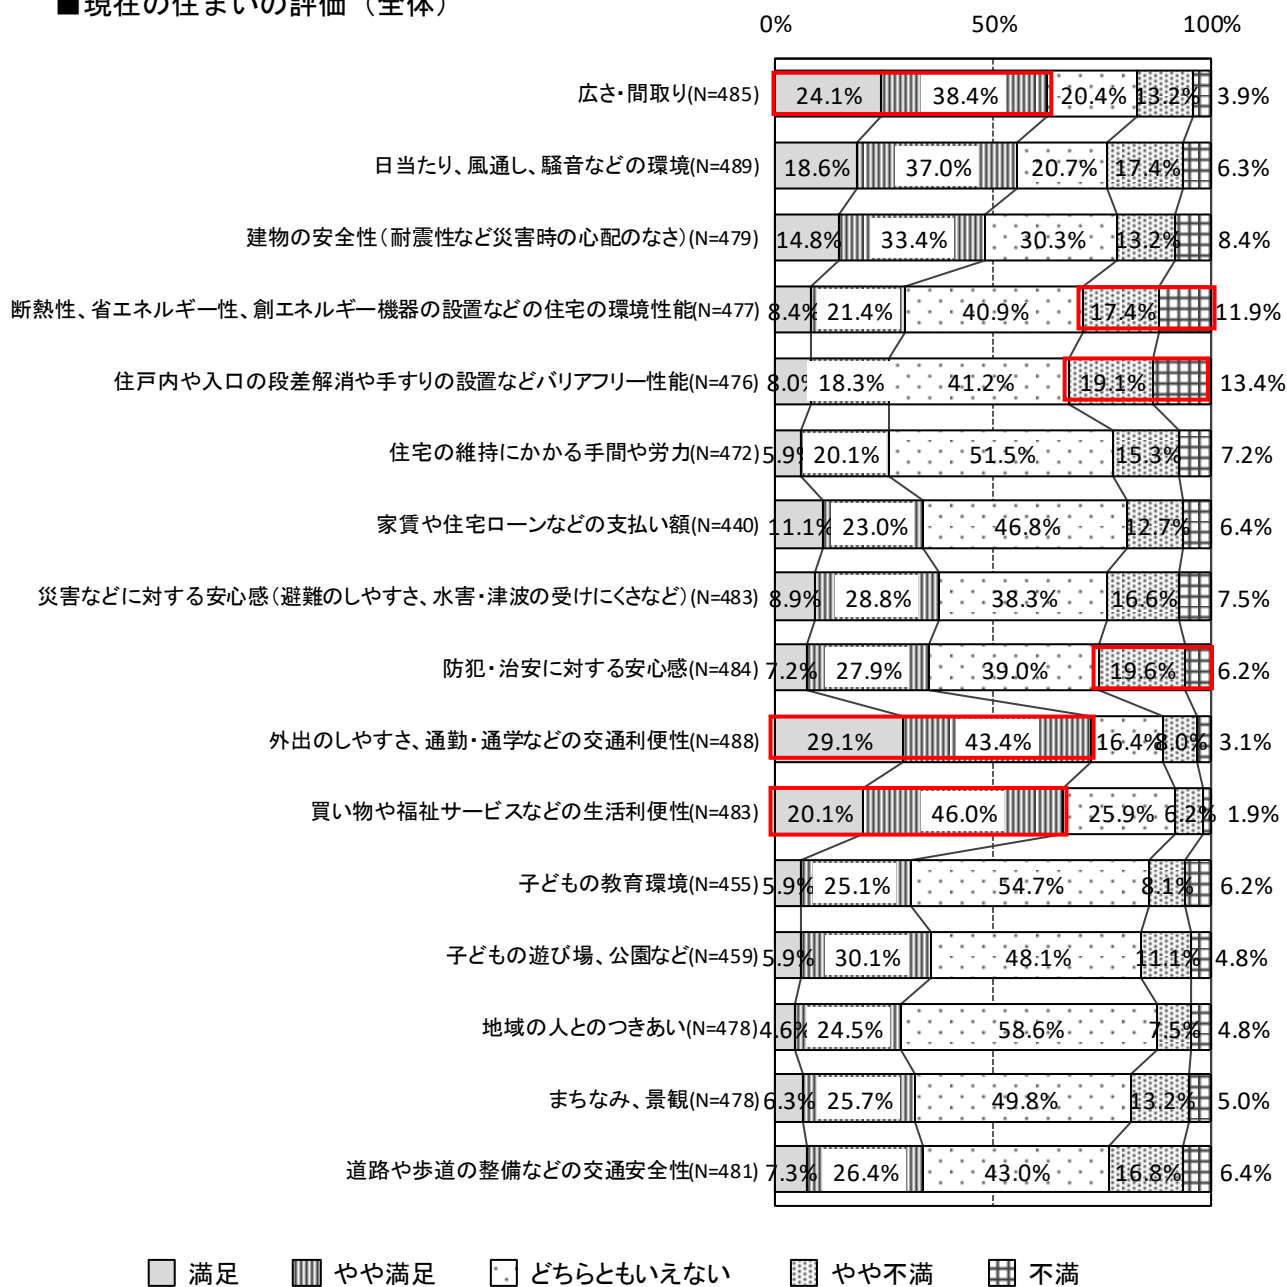 ■現在の住まいの評価（全体）
0% 50% 100%
広さ・間取り(N=485) 24.1% 38.4% 20.4% 13.2% 3.9%
日当たり、風通し、騒音などの環境(N=489) 18.6% 37.0% 20.7% 17.4% 6.3%
建物の安全性（耐震性など災害時の心配のなさ）(N=479) 14.8% 33.4% 30.3% 13.2% 8.4%
断熱性、省エネルギー性、創エネルギー機器の設置などの住宅の環境性能(N=477) 8.4% 21.4% 40.9% 17.4% 11.9%
住戸内や入口の段差解消や手すりの設置などバリアフリー性能(N=476) 8.0% 18.3% 41.2% 19.1% 13.4%
住宅の維持にかかる手間や労力(N=472) 5.9% 20.1% 51.5% 15.3% 7.2%
家賃や住宅ローンなどの支払い額(N=440) 11.1% 23.0% 46.8% 12.7% 6.4%
災害などに対する安心感（避難のしやすさ、水害・津波の受けにくさなど）(N=483) 8.9% 28.8% 38.3% 16.6% 7.5%
防犯・治安に対する安心感(N=484) 7.2% 27.9% 39.0% 19.6% 6.2%
外出のしやすさ、通勤・通学などの交通利便性(N=488) 29.1% 43.4% 16.4% 8.0% 3.1%
買い物や福祉サービスなどの生活利便性(N=483) 20.1% 46.0% 25.9% 6.2% 1.9%
子どもの教育環境(N=455) 5.9% 25.1% 54.7% 8.1% 6.2%
子どもの遊び場、公園など(N=459) 5.9% 30.1% 48.1% 11.1% 4.8%
地域の人とのつきあい(N=478) 4.6% 24.5% 58.6% 7.5% 4.8%
まちなみ、景観(N=478) 6.3% 25.7% 49.8% 13.2% 5.0%
道路や歩道の整備などの交通安全性(N=481) 7.3% 26.4% 43.0% 16.8% 6.4%
満足 やや満足 どちらともいえない やや不満 不満